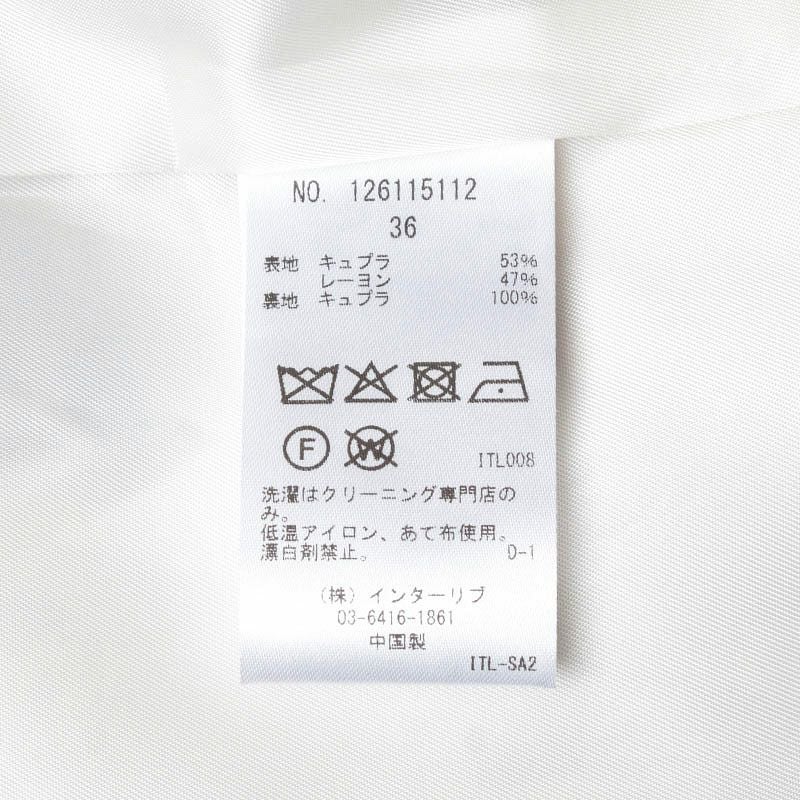 NO. 126115112
36
表地 キュプラ 53%
レーヨン 47%
裏地 キュプラ 100%
F W
ITL008
洗濯はクリーニング専門店の
み。
低温アイロン、あて布使用。
漂白剤禁止。 D-1
(株)インターリブ
03-6416-1861
中国製
ITL-SA2